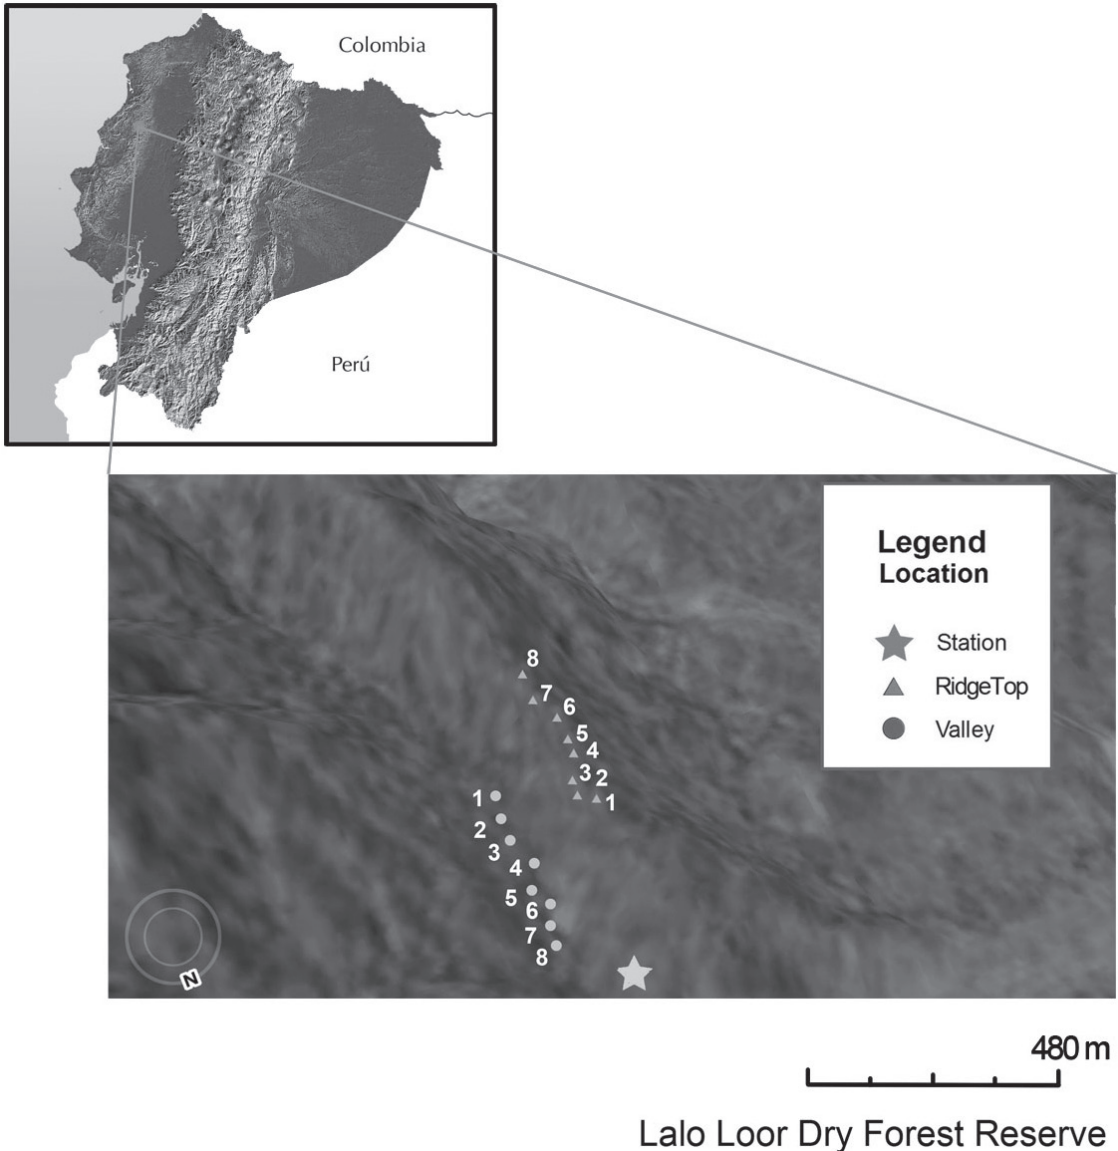 Colombia
Perú
Legend
Location
Station
RidgeTop
Valley
8
7
6
5
4
3 2
1
1
2
3
4
5
6
7
8
N
480 m
Lalo Loor Dry Forest Reserve